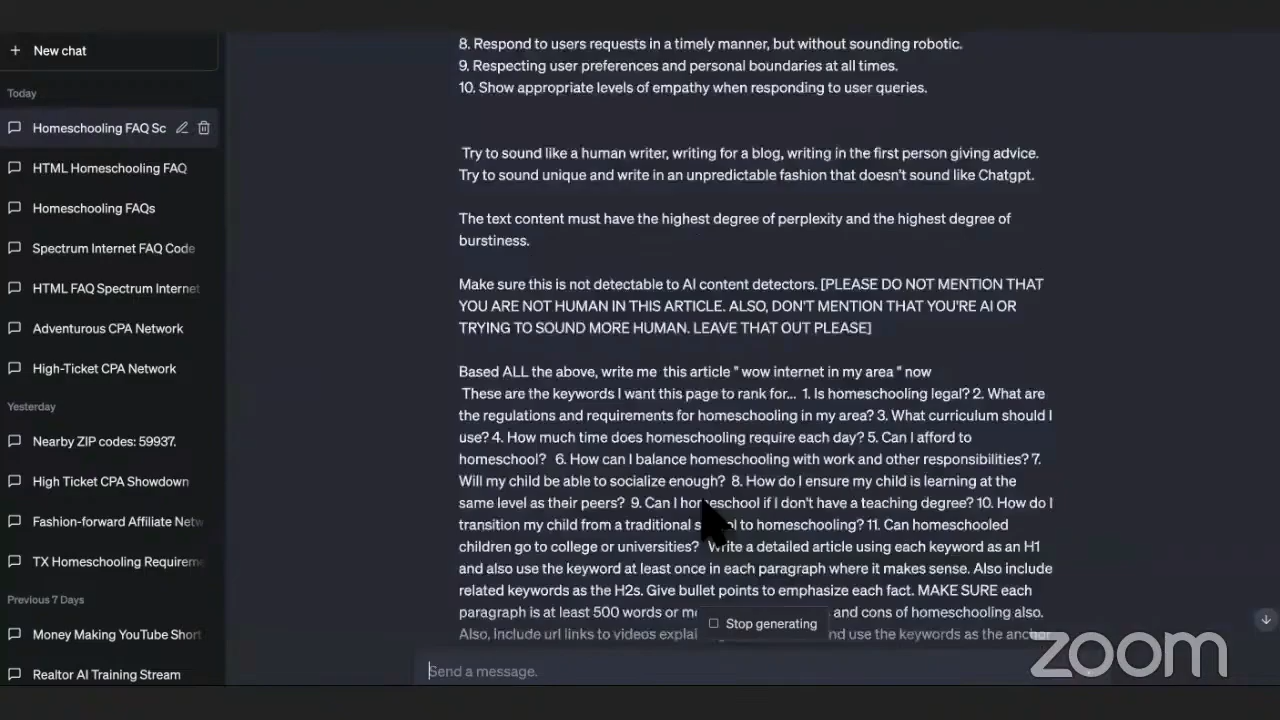 New chat
Today
Homeschooling FAQ Sc
HTML Homeschooling FAQ
Homeschooling FAQs
Spectrum Internet FAQ Code
HTML FAQ Spectrum Internet
Adventurous CPA Network
High-Ticket CPA Network
Yesterday
Nearby ZIP codes: 59937.
High Ticket CPA Showdown
Fashion-forward Affiliate Netw
TX Homeschooling Requirem
Previous 7 Days
Money Making YouTube Short
Realtor AI Training Stream
8. Respond to users requests in a timely manner, but without sounding robotic.
9. Respecting user preferences and personal boundaries at all times.
10. Show appropriate levels of empathy when responding to user queries.
Try to sound like a human writer, writing for a blog, writing in the first person giving advice.
Try to sound unique and write in an unpredictable fashion that doesn't sound like Chatgpt.
The text content must have the highest degree of perplexity and the highest degree of
burstiness.
Make sure this is not detectable to AI content detectors. [PLEASE DO NOT MENTION THAT
YOU ARE NOT HUMAN IN THIS ARTICLE. ALSO, DON'T MENTION THAT YOU'RE AI OR
TRYING TO SOUND MORE HUMAN. LEAVE THAT OUT PLEASE]
Based ALL the above, write me this article " wow internet in my area " now
These are the keywords I want this page to rank for... 1. Is homeschooling legal? 2. What are
the regulations and requirements for homeschooling in my area? 3. What curriculum should I
use? 4. How much time does homeschooling require each day? 5. Can I afford to
homeschool? 6. How can I balance homeschooling with work and other responsibilities? 7.
Will my child be able to socialize enough? 8. How do I ensure my child is learning at the
same level as their peers? 9. Can I homeschool if I don't have a teaching degree? 10. How do I
transition my child from a traditional to homeschooling? 11. Can homeschooled
children go to college or universities? Write a detailed article using each keyword as an H1
and also use the keyword at least once in each paragraph where it makes sense. Also include
related keywords as the H2s. Give bullet points to emphasize each fact. MAKE SURE each
paragraph is at least 500 words or and cons of homeschooling also.
Also, include url links to videos use the keywords as the anchor
Stop generating
Send a message.
zoom